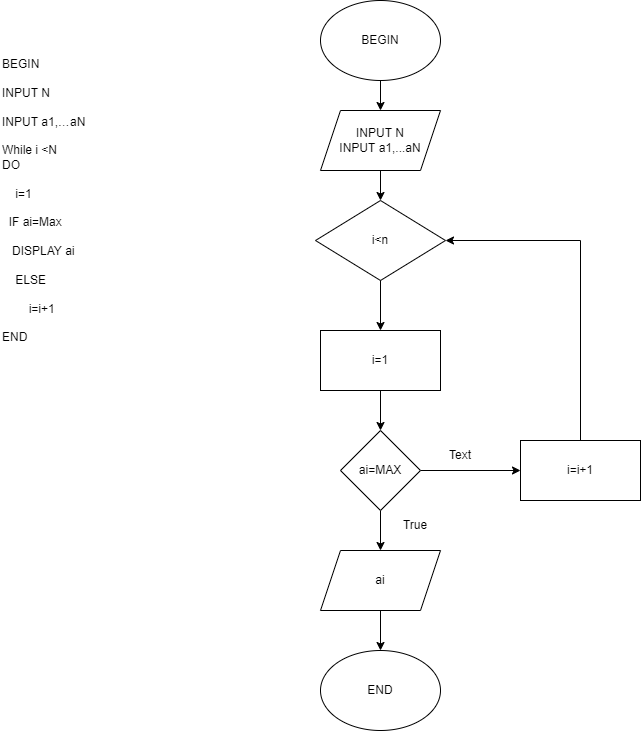 BEGIN
INPUT N
INPUT a1,...aN
While i <N
DO
i=1
IF ai=Max
DISPLAY ai
ELSE
i=i+1
END
BEGIN
INPUT N
INPUT a1,...aN
i<n
i=1
ai=MAX
Text
i=i+1
True
ai
END